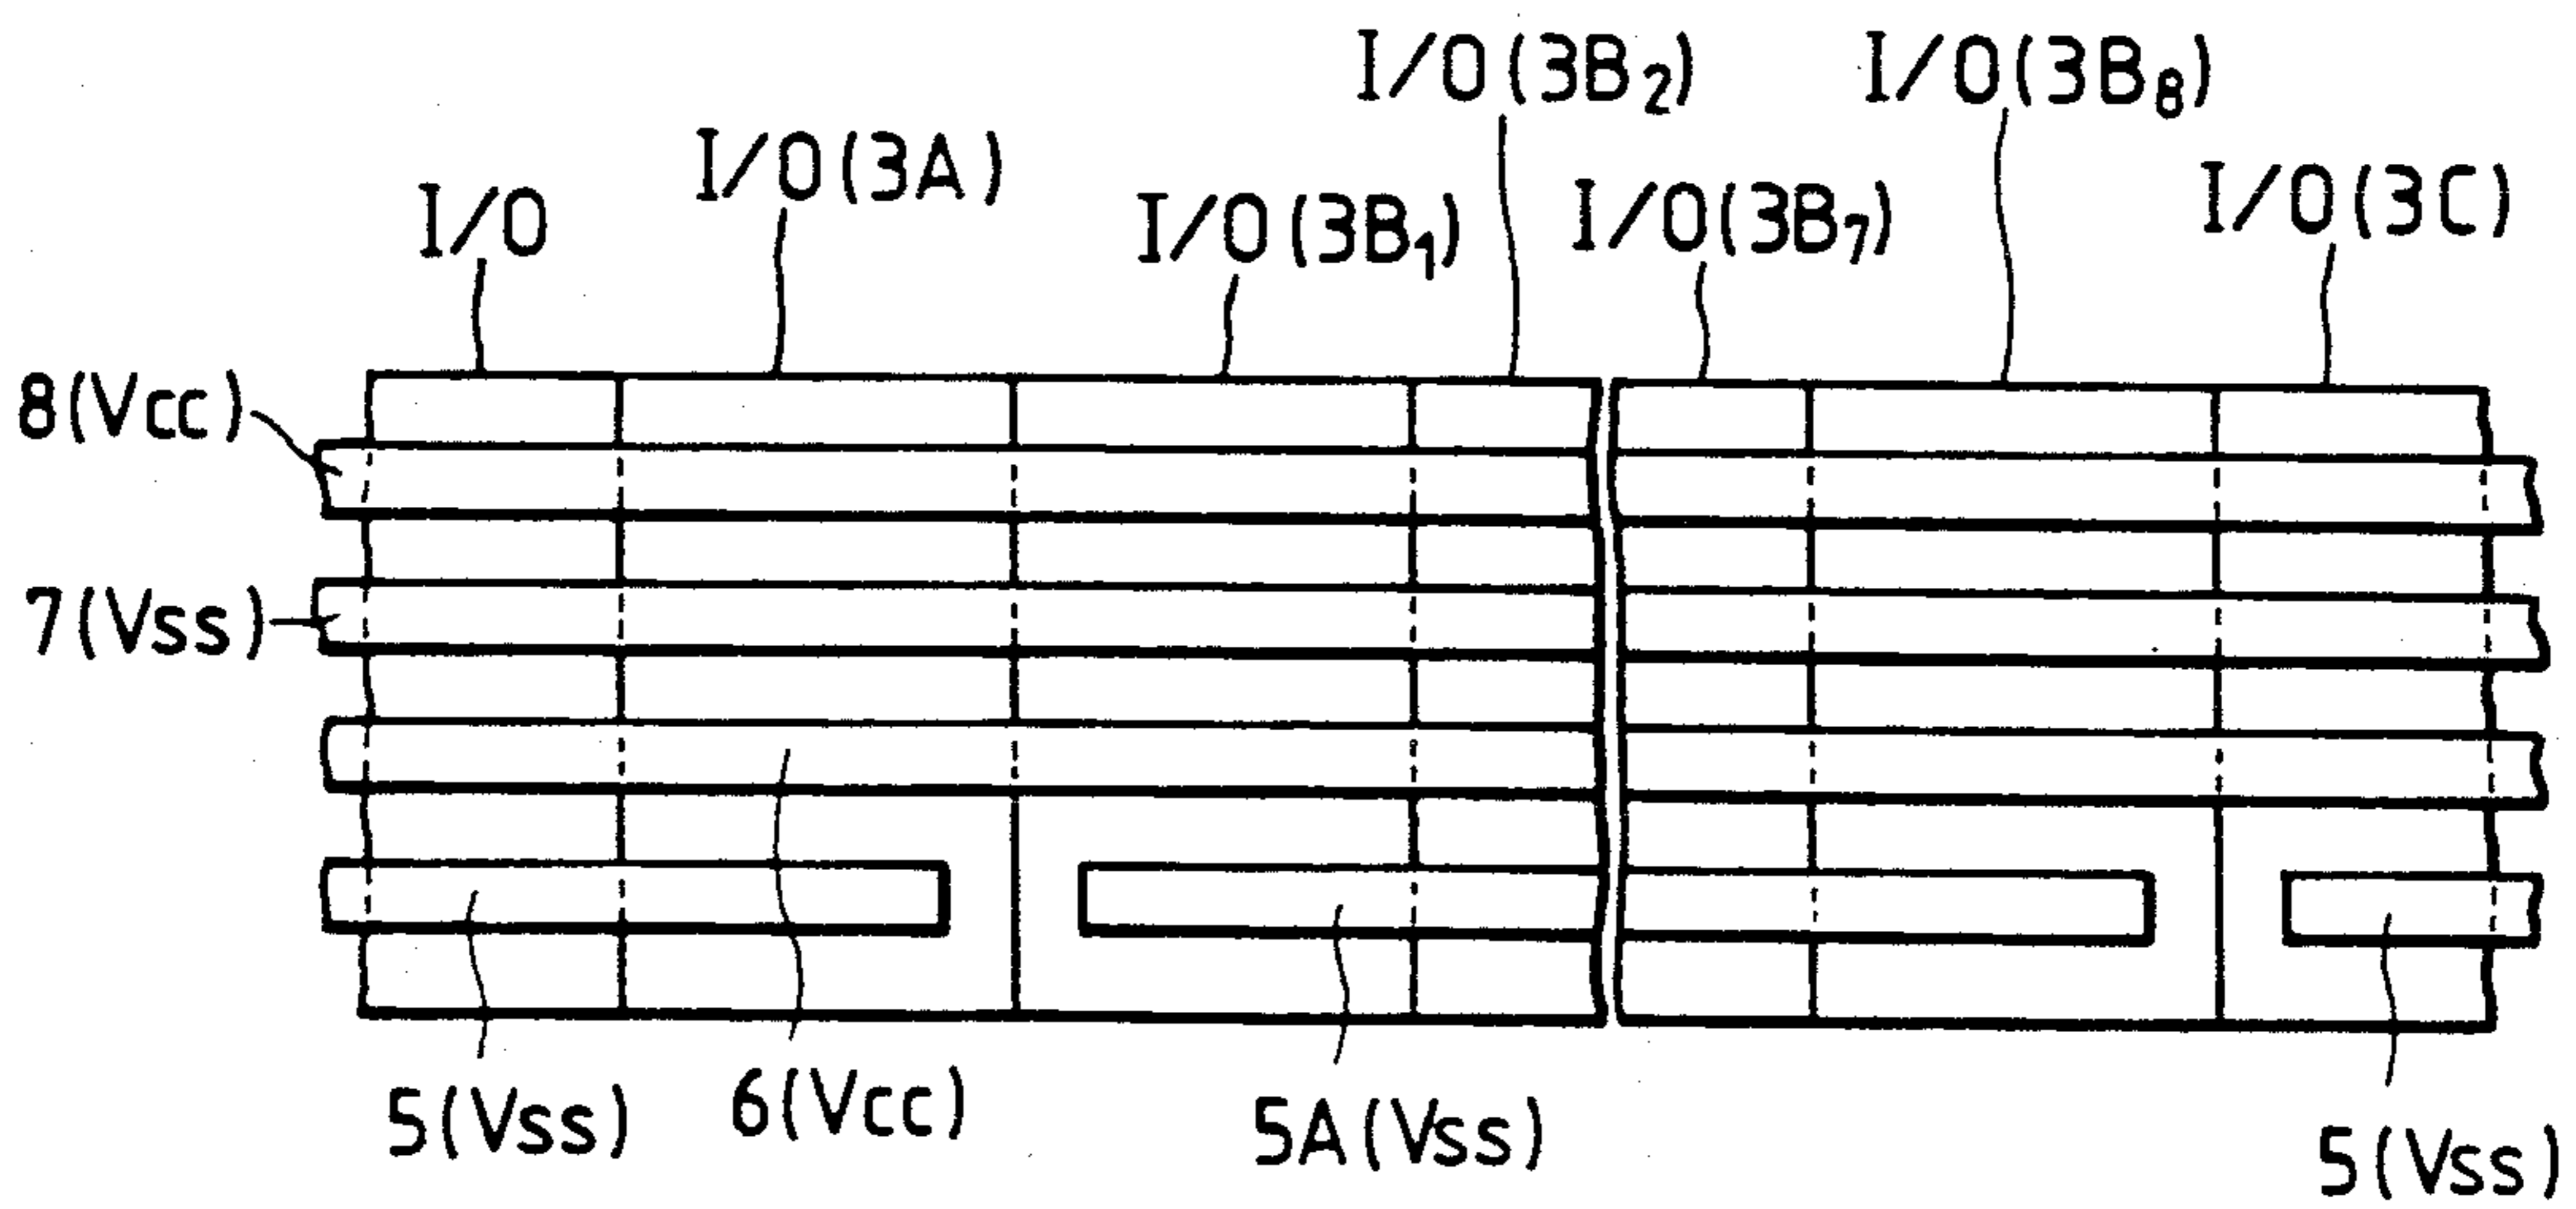 I/O
I/O(3A)
I/O(3B₁)
I/O(3B₂)
I/O(3B₇)
I/O(3B₈)
I/O(3C)
8(Vcc)
7(Vss)
5(Vss)
6(Vcc)
5A(Vss)
5(Vss)